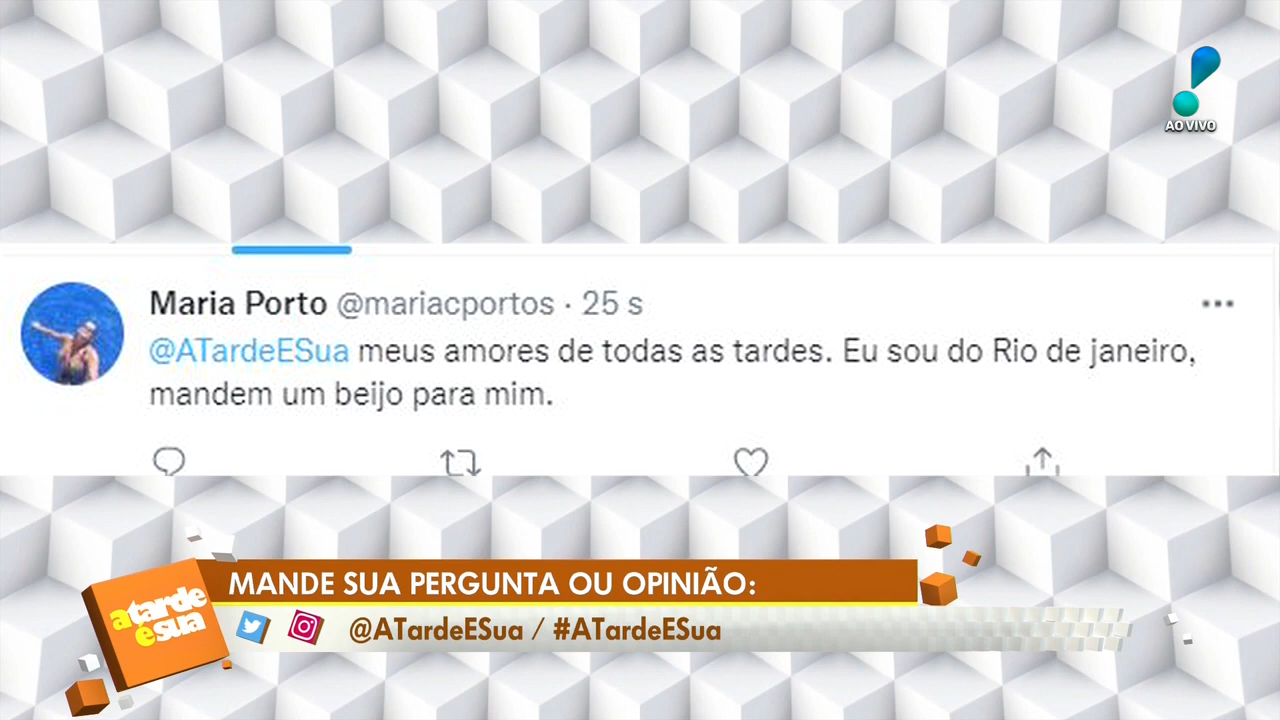 AO VIVO
Maria Porto @mariacportos · 25 s
@ATardeESua meus amores de todas as tardes. Eu sou do Rio de janeiro,
mandem um beijo para mim.
MANDE SUA PERGUNTA OU OPINIÃO:
a tarde
é sua
@ATardeESua / #ATardeESua